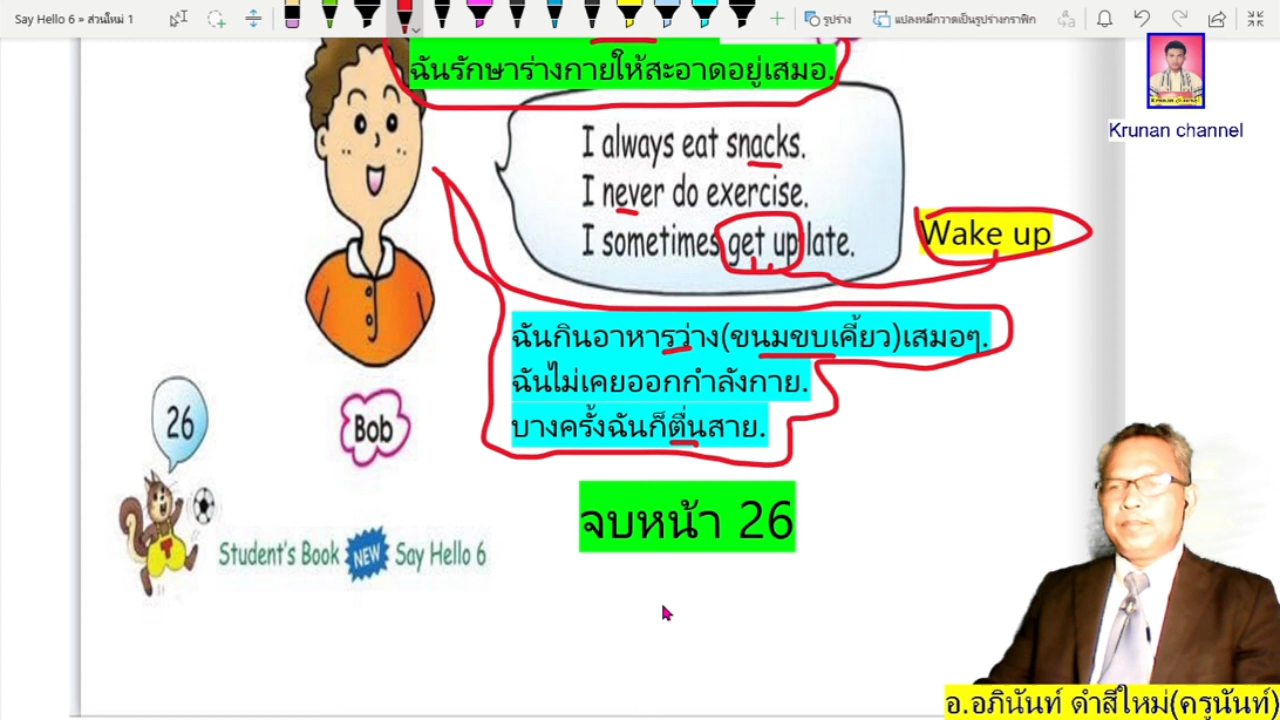 Say Hello 6 » ส่วนใหม่ 1
รูปร่าง
แปลงหมึกวาดเป็นรูปร่างกราฟิก
ฉันรักษาร่างกายให้สะอาดอยู่เสมอ.
Krunan channel
I always eat snacks.
I never do exercise.
I sometimes get up late.
Wake up
ฉันกินอาหารว่าง(ขนมขบเคี้ยว)เสมอๆ.
ฉันไม่เคยออกกำลังกาย.
บางครั้งฉันก็ตื่นสาย.
26
Bob
จบหน้า 26
T
Student's Book NEW Say Hello 6
อ.อภินันท์ ดำสีใหม่(ครูนันท์)